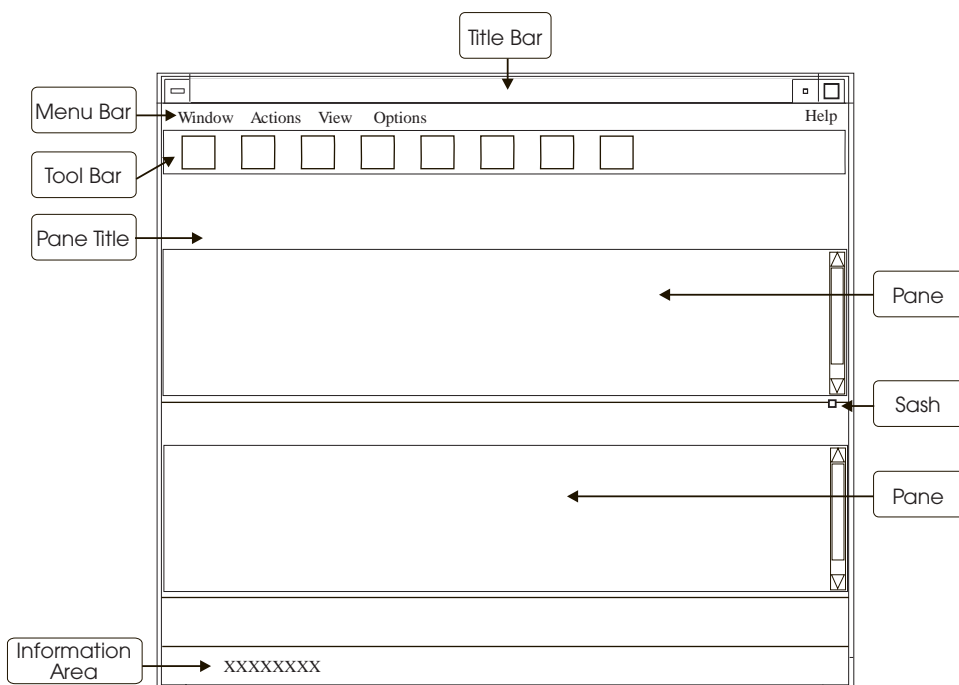 Title Bar
Menu Bar
Window Actions View Options Help
Tool Bar
Pane Title
Pane
Sash
Pane
Information
Area
XXXXXXXX